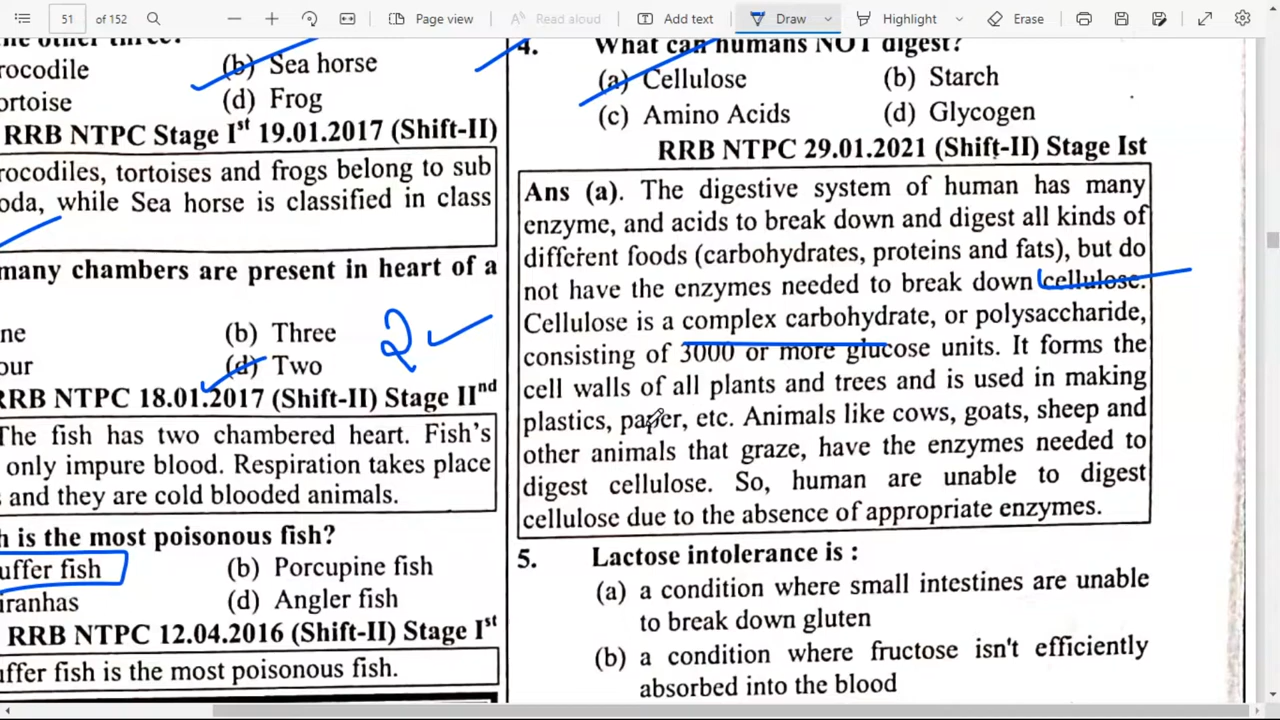 51 of 152
Page view
Read aloud
Add text
Draw
Highlight
Erase
rocodile
(b) Sea horse
ortoise
(d) Frog
RRB NTPC Stage Ist 19.01.2017 (Shift-II)
rocodiles, tortoises and frogs belong to sub
oda, while Sea horse is classified in class
many chambers are present in heart of a
ne
(b) Three
our
(d) Two
2
RRB NTPC 18.01.2017 (Shift-II) Stage IInd
The fish has two chambered heart. Fish's
only impure blood. Respiration takes place
s and they are cold blooded animals.
h is the most poisonous fish?
uffer fish
(b) Porcupine fish
iranhas
(d) Angler fish
RRB NTPC 12.04.2016 (Shift-II) Stage Ist
uffer fish is the most poisonous fish.
4. What can humans NOT digest?
(a) Cellulose
(b) Starch
(c) Amino Acids
(d) Glycogen
RRB NTPC 29.01.2021 (Shift-II) Stage Ist
Ans (a). The digestive system of human has many
enzyme, and acids to break down and digest all kinds of
different foods (carbohydrates, proteins and fats), but do
not have the enzymes needed to break down cellulose.
Cellulose is a complex carbohydrate, or polysaccharide,
consisting of 3000 or more glucose units. It forms the
cell walls of all plants and trees and is used in making
plastics, paper, etc. Animals like cows, goats, sheep and
other animals that graze, have the enzymes needed to
digest cellulose. So, human are unable to digest
cellulose due to the absence of appropriate enzymes.
5. Lactose intolerance is :
(a) a condition where small intestines are unable
to break down gluten
(b) a condition where fructose isn't efficiently
absorbed into the blood